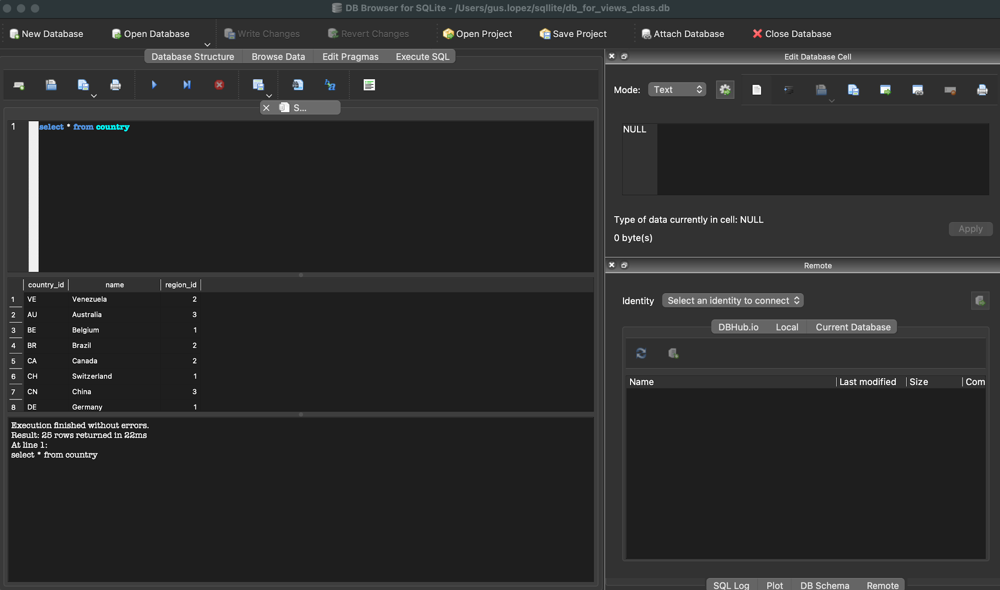 DB Browser for SQLite - /Users/gus.lopez/sqllite/db_for_views_class.db
New Database Open Database Write Changes Revert Changes Open Project Save Project Attach Database Close Database
Database Structure Browse Data Edit Pragmas Execute SQL
S...
1 select * from country
country_id name region_id
1 VE Venezuela 2
2 AU Australia 3
3 BE Belgium 1
4 BR Brazil 2
5 CA Canada 2
6 CH Switzerland 1
7 CN China 3
8 DE Germany 1
Execution finished without errors.
Result: 25 rows returned in 22ms
At line 1:
select * from country
Edit Database Cell
Mode: Text
NULL
Type of data currently in cell: NULL
0 byte(s)
Apply
Remote
Identity Select an identity to connect
DBHub.io Local Current Database
Name Last modified Size Com
SQL Log Plot DB Schema Remote